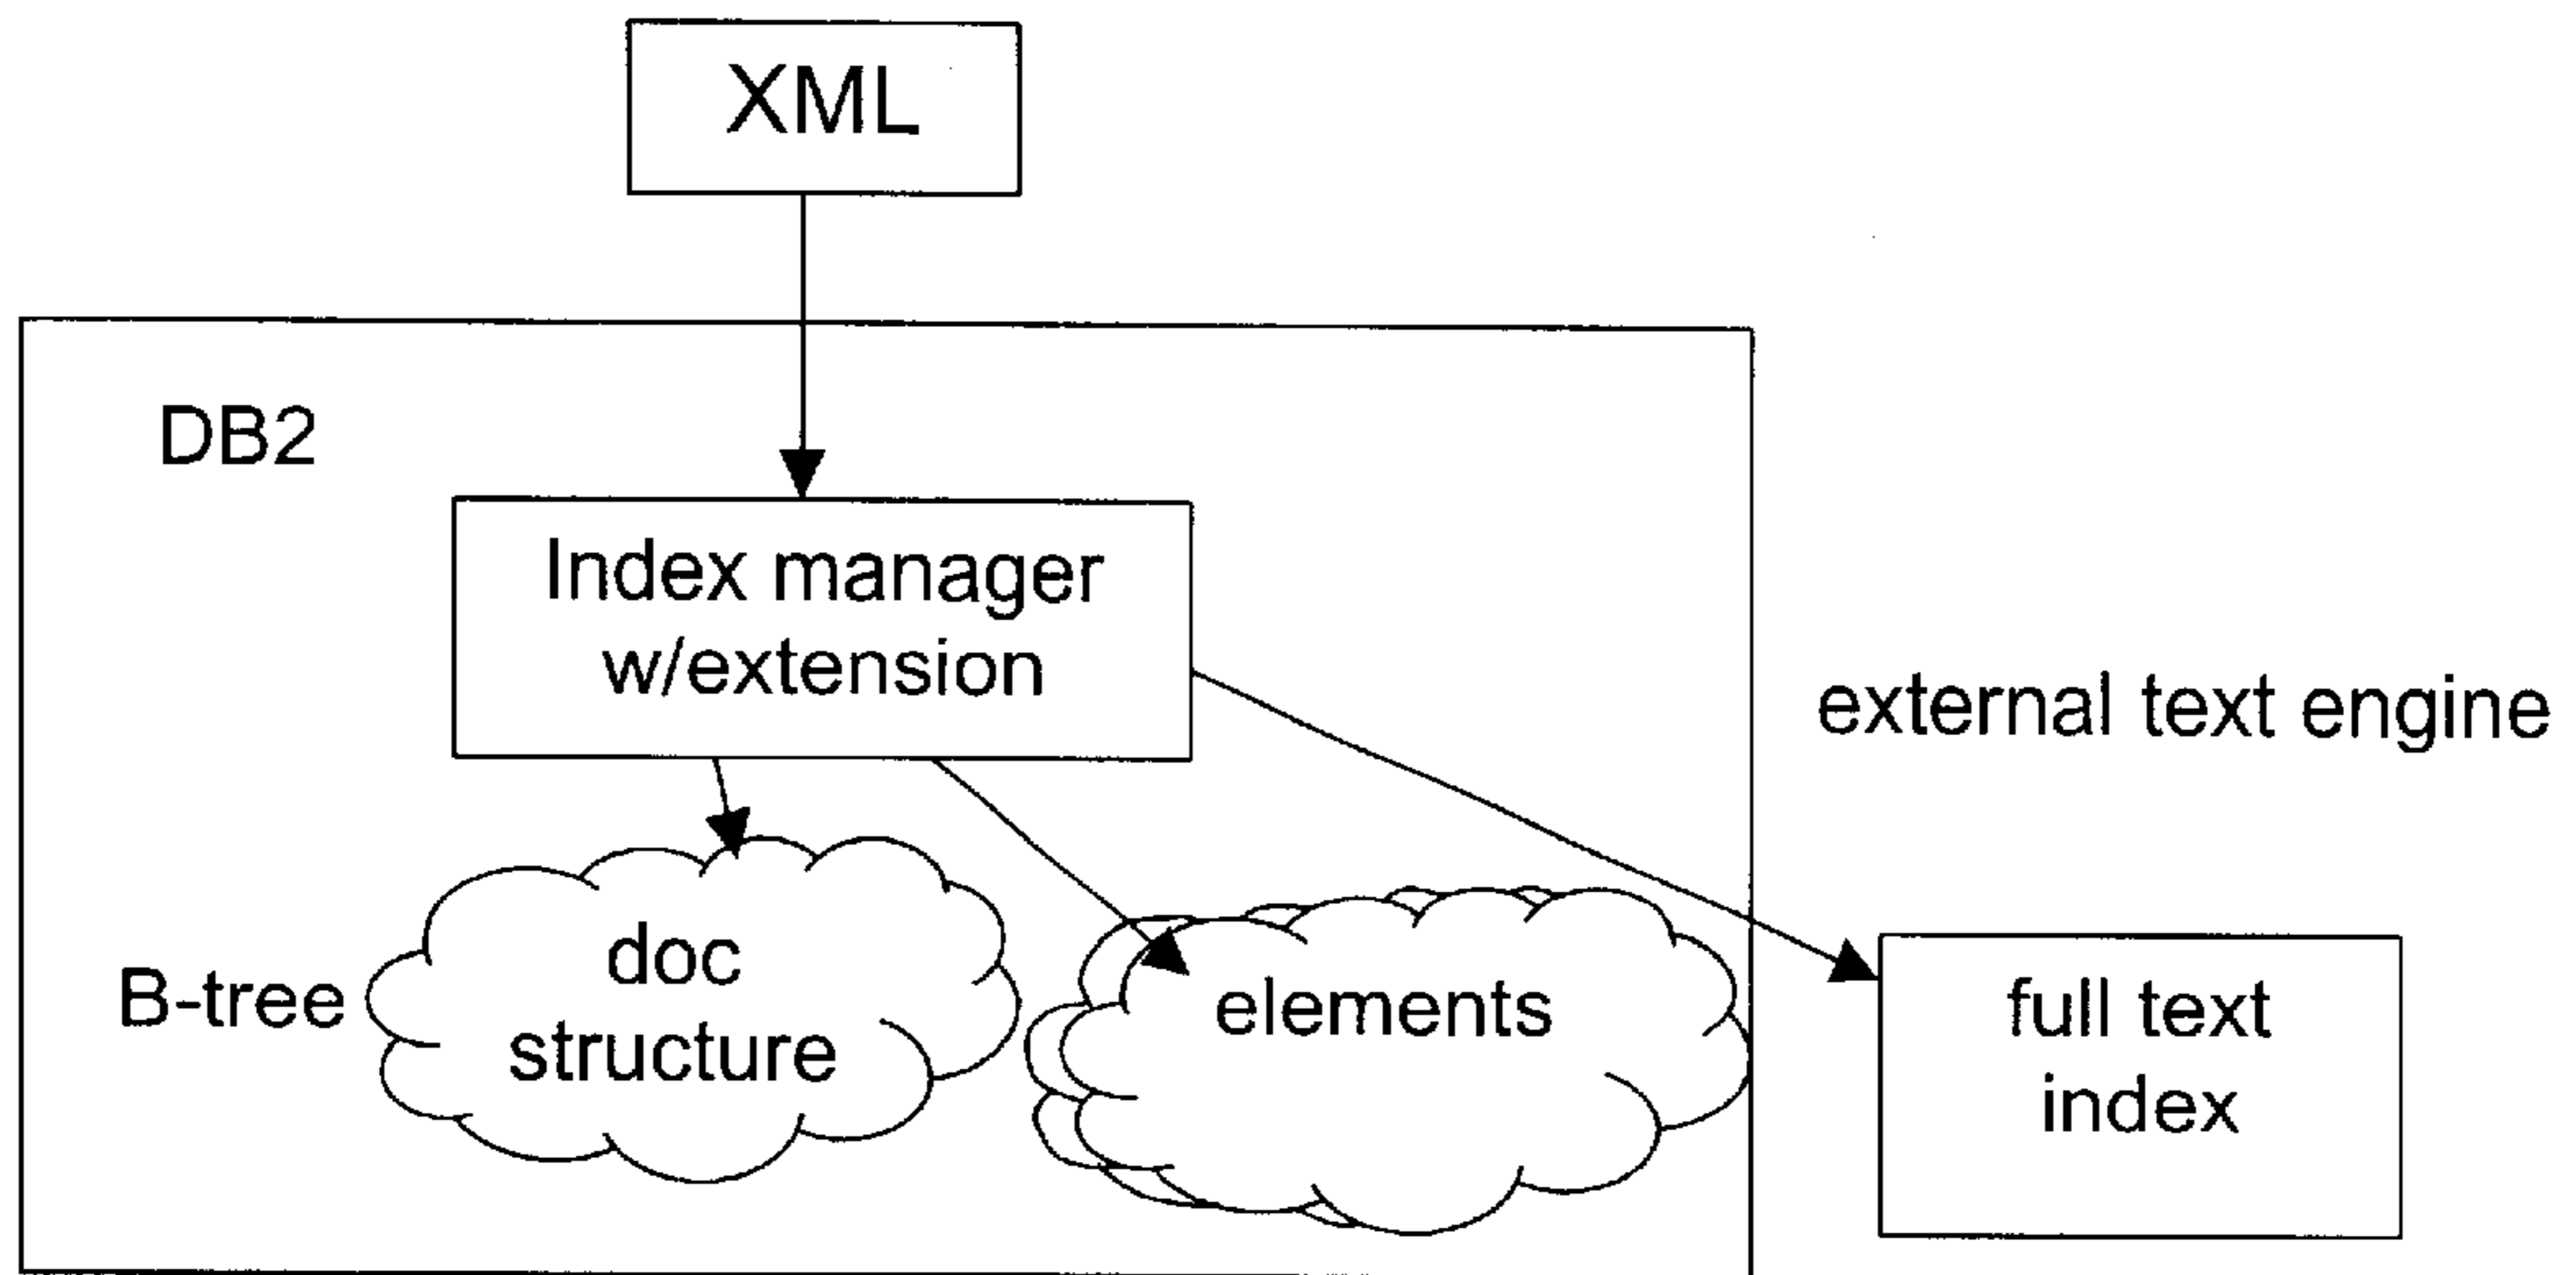 XML
DB2
Index manager
w/extension
external text engine
B-tree
doc
structure
elements
full text
index